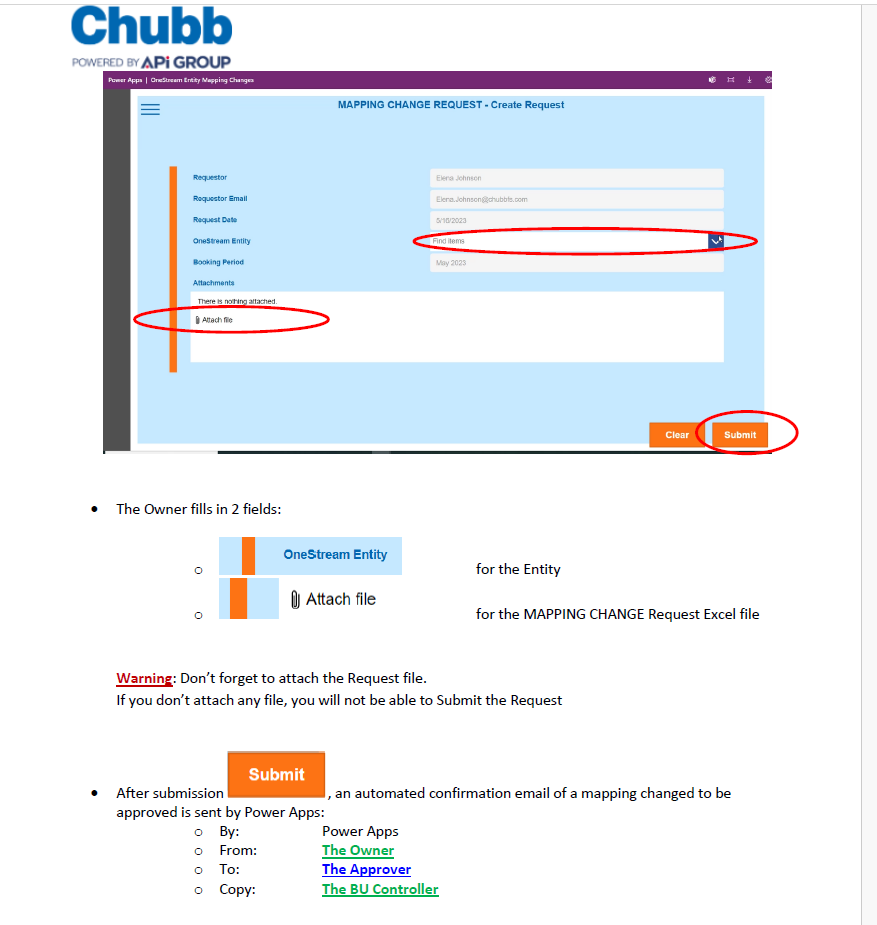 Chubb
POWERED BY APi GROUP
Power Apps | OneStream Entity Mapping Changes
MAPPING CHANGE REQUEST - Create Request
Requestor
Elena Johnson
Requestor Email
Elena.Johnson@chubbfs.com
Request Date
5/16/2023
OneStream Entity
Find items
Booking Period
May 2023
Attachments
There is nothing attached.
Attach file
Clear
Submit
• The Owner fills in 2 fields:
o OneStream Entity for the Entity
o Attach file for the MAPPING CHANGE Request Excel file
Warning: Don’t forget to attach the Request file.
If you don’t attach any file, you will not be able to Submit the Request
• After submission Submit , an automated confirmation email of a mapping changed to be
approved is sent by Power Apps:
o By: Power Apps
o From: The Owner
o To: The Approver
o Copy: The BU Controller